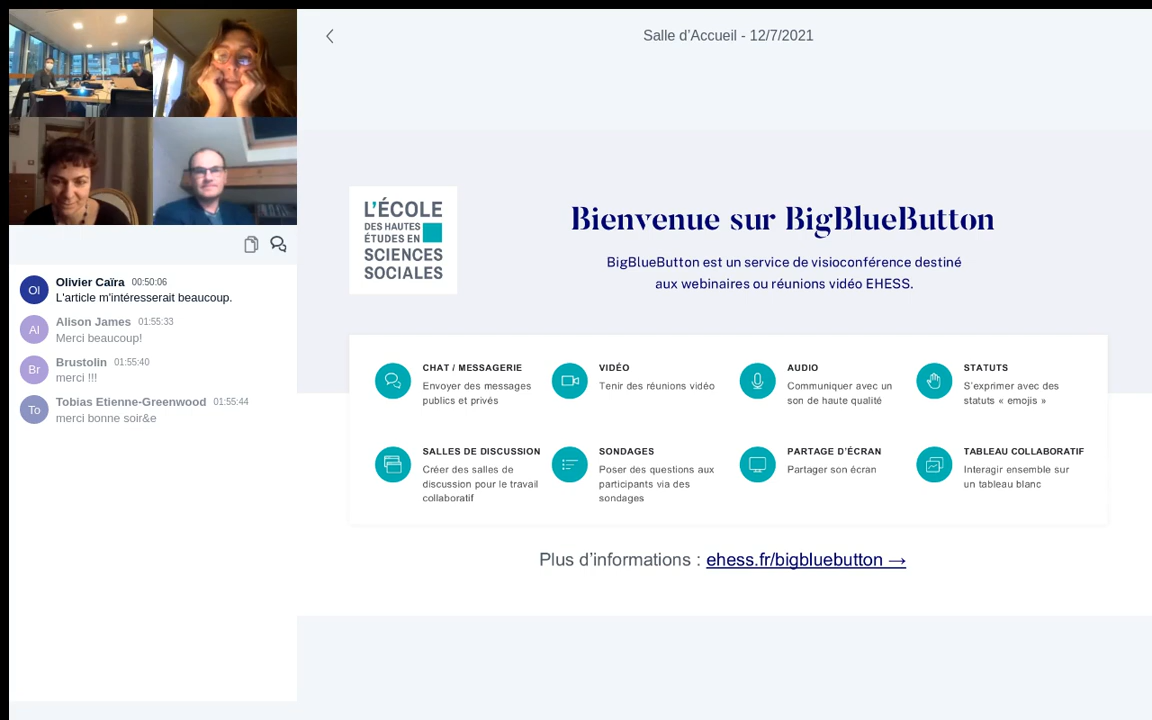 Salle d'Accueil - 12/7/2021
L'ÉCOLE
DES HAUTES
ÉTUDES EN
SCIENCES
SOCIALES
Bienvenue sur BigBlueButton
BigBlueButton est un service de visioconférence destiné
aux webinaires ou réunions vidéo EHESS.
Ol
Olivier Caïra 00:50:06
L'article m'intéresserait beaucoup.
Al
Alison James 01:55:33
Merci beaucoup!
Br
Brustolin 01:55:40
merci !!!
To
Tobias Etienne-Greenwood 01:55:44
merci bonne soir&e
CHAT / MESSAGERIE
Envoyer des messages
publics et privés
VIDÉO
Tenir des réunions vidéo
AUDIO
Communiquer avec un
son de haute qualité
STATUTS
S'exprimer avec des
statuts « emojis »
SALLES DE DISCUSSION
Créer des salles de
discussion pour le travail
collaboratif
SONDAGES
Poser des questions aux
participants via des
sondages
PARTAGE D'ÉCRAN
Partager son écran
TABLEAU COLLABORATIF
Interagir ensemble sur
un tableau blanc
Plus d'informations : ehess.fr/bigbluebutton →